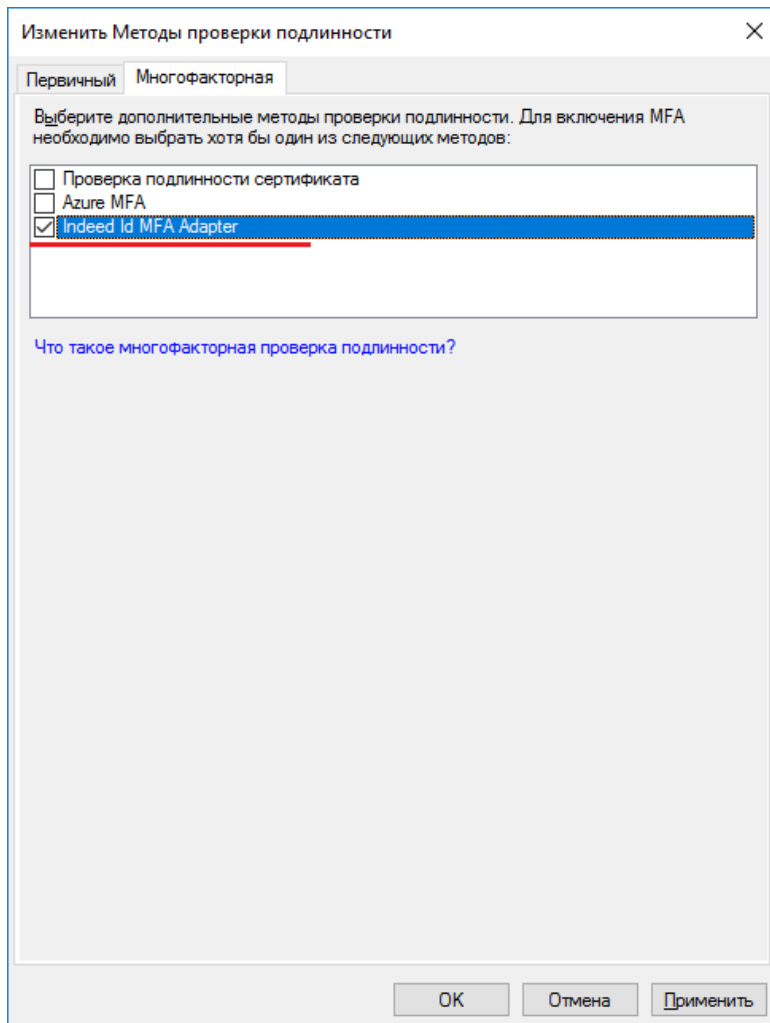 Изменить Методы проверки подлинности
Первичный
Многофакторная
Выберите дополнительные методы проверки подлинности. Для включения MFA
необходимо выбрать хотя бы один из следующих методов:
Проверка подлинности сертификата
Azure MFA
Indeed Id MFA Adapter
Что такое многофакторная проверка подлинности?
OK
Отмена
Применить